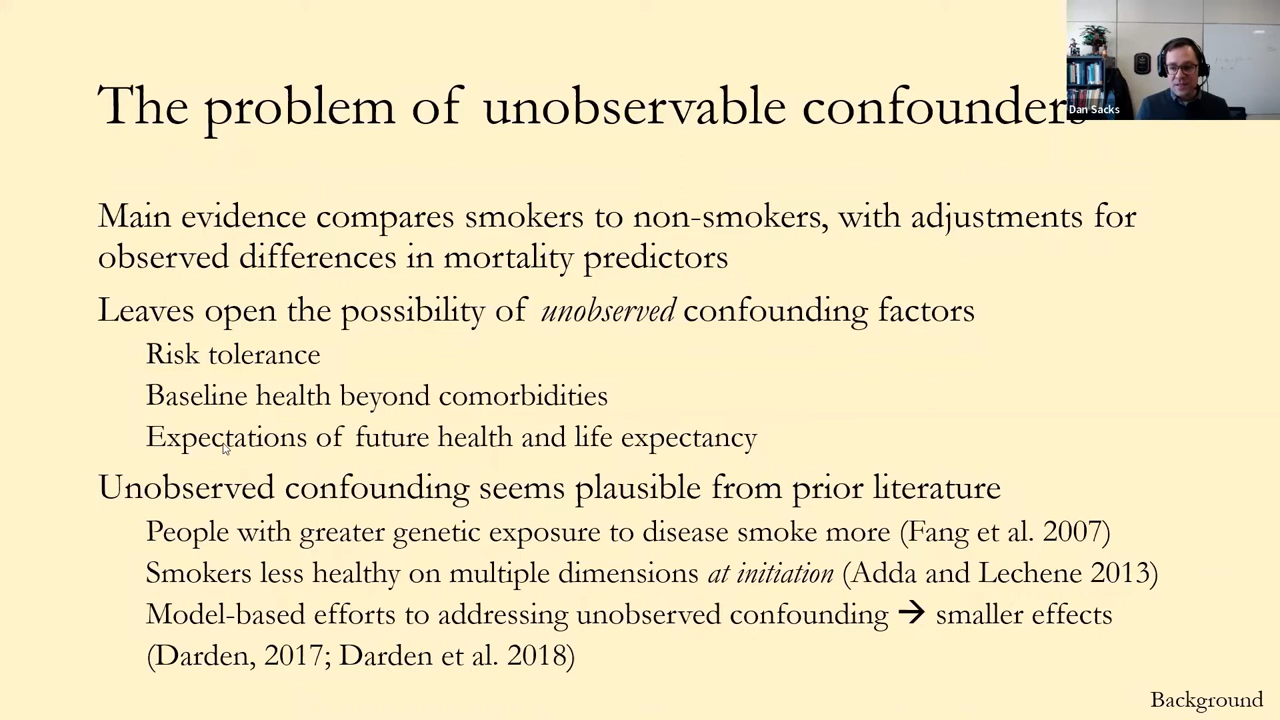 The problem of unobservable confounders
Dan Sacks
Main evidence compares smokers to non-smokers, with adjustments for
observed differences in mortality predictors
Leaves open the possibility of unobserved confounding factors
Risk tolerance
Baseline health beyond comorbidities
Expectations of future health and life expectancy
Unobserved confounding seems plausible from prior literature
People with greater genetic exposure to disease smoke more (Fang et al. 2007)
Smokers less healthy on multiple dimensions at initiation (Adda and Lechene 2013)
Model-based efforts to addressing unobserved confounding → smaller effects
(Darden, 2017; Darden et al. 2018)
Background